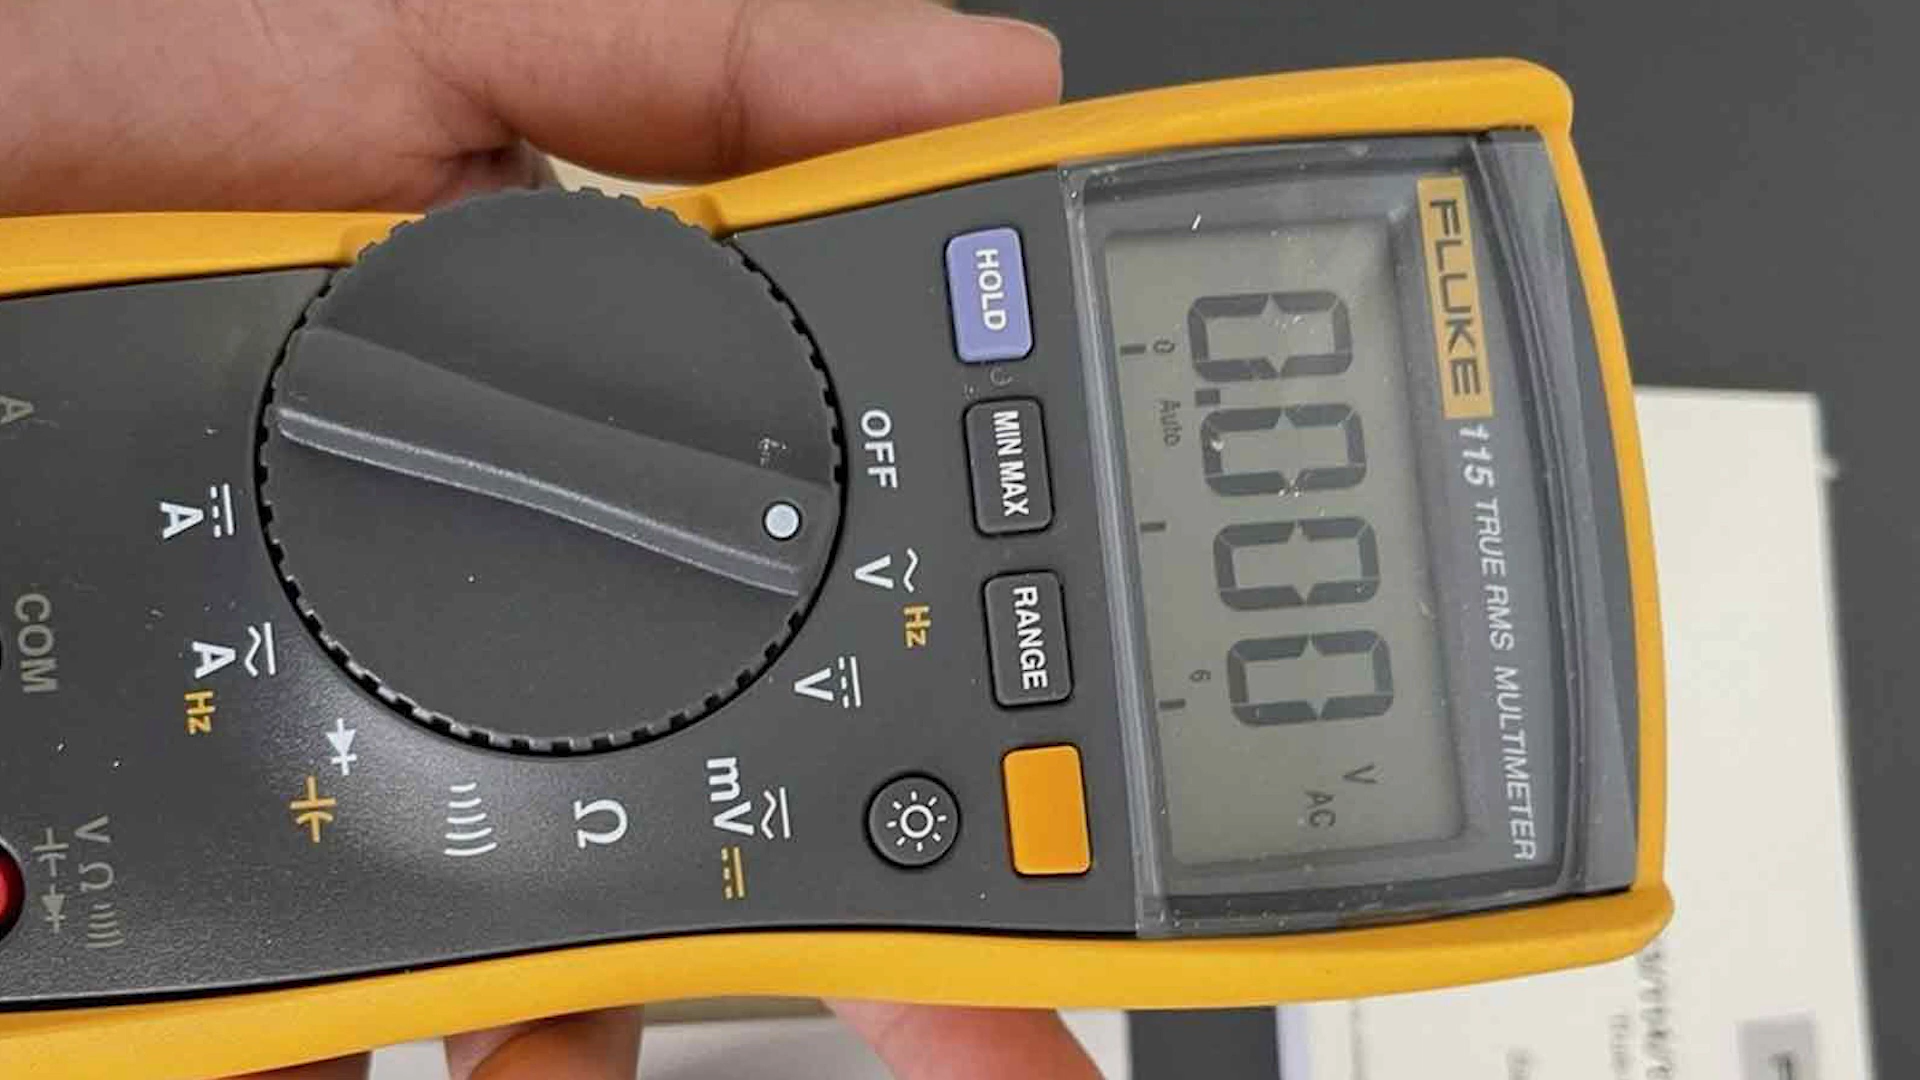 FLUKE
115 TRUE RMS MULTIMETER
0.000
V
AC
0
Auto
6
HOLD
MIN MAX
RANGE
OFF
V
Hz
V
mV
Ω
A
Hz
A
A
COM
V Ω